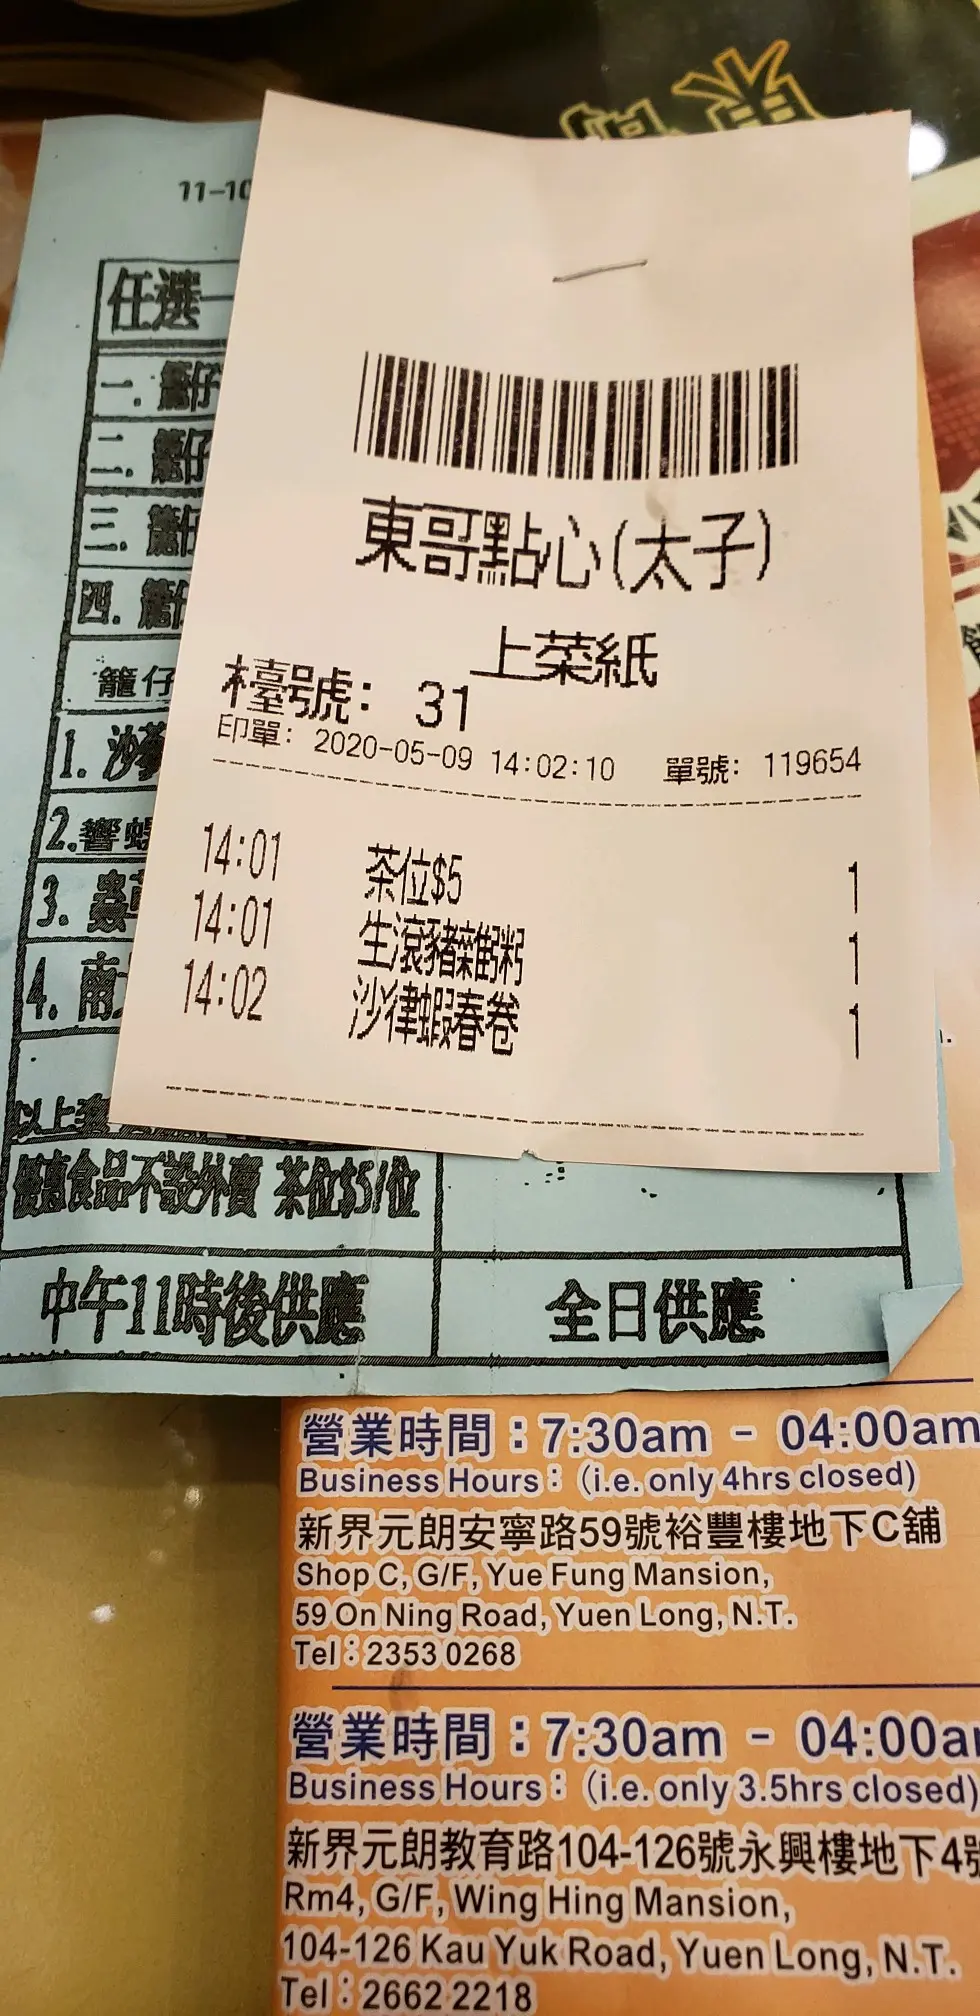 11-10
任選一
一. 籠仔
二. 籠仔
三. 籠仔
四. 籠仔
籠仔
1. 沙茶
2. 響螺
3. 蟲草
4. 南
以上
優惠食品不設外賣 茶位$5/位
中午11時後供應
全日供應
東哥點心(太子)
上菜紙
檯號: 31
印單: 2020-05-09 14:02:10 單號: 119654
14:01 茶位$5 1
14:01 生滾豬雜粥 1
14:02 沙律蝦春卷 1
營業時間：7:30am - 04:00am
Business Hours：(i.e. only 4hrs closed)
新界元朗安寧路59號裕豐樓地下C舖
Shop C, G/F, Yue Fung Mansion,
59 On Ning Road, Yuen Long, N.T.
Tel：2353 0268
營業時間：7:30am - 04:00a
Business Hours：(i.e. only 3.5hrs closed)
新界元朗教育路104-126號永興樓地下4號
Rm4, G/F, Wing Hing Mansion,
104-126 Kau Yuk Road, Yuen Long, N.T.
Tel：2662 2218